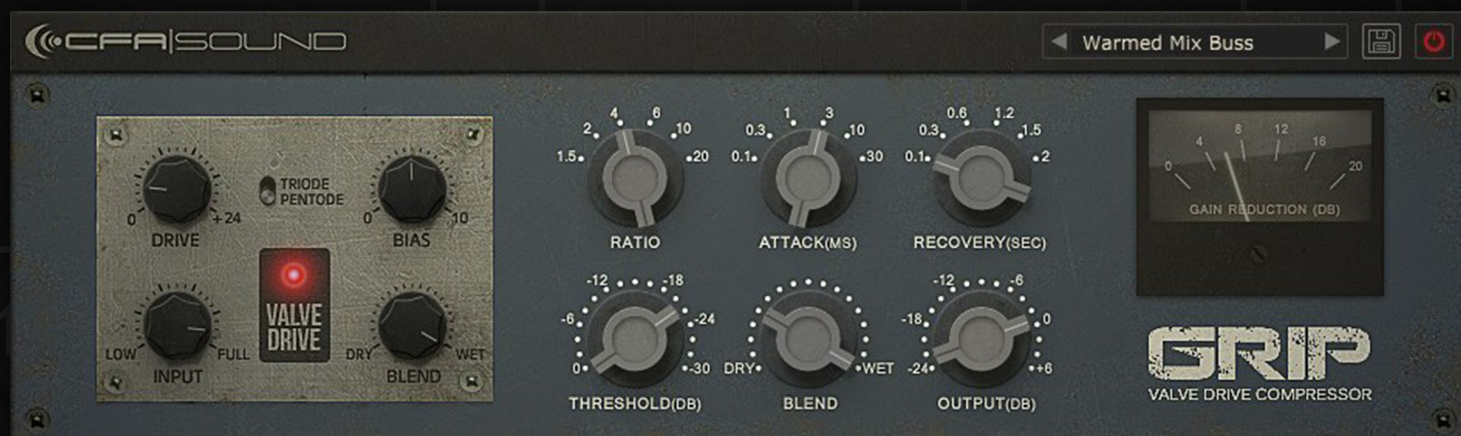 CFA|SOUND
Warmed Mix Buss
TRIODE
PENTODE
0 +24
DRIVE
0 10
BIAS
VALVE
DRIVE
LOW FULL
INPUT
DRY WET
BLEND
1.5 2 4 6 10 20
RATIO
0.1 0.3 1 3 10 30
ATTACK(MS)
0.1 0.3 0.6 1.2 1.5 2
RECOVERY(SEC)
0 -6 -12 -18 -24 -30
THRESHOLD(DB)
DRY WET
BLEND
-24 -18 -12 -6 0 +6
OUTPUT(DB)
0 4 8 12 16 20
GAIN REDUCTION (DB)
GRIP
VALVE DRIVE COMPRESSOR